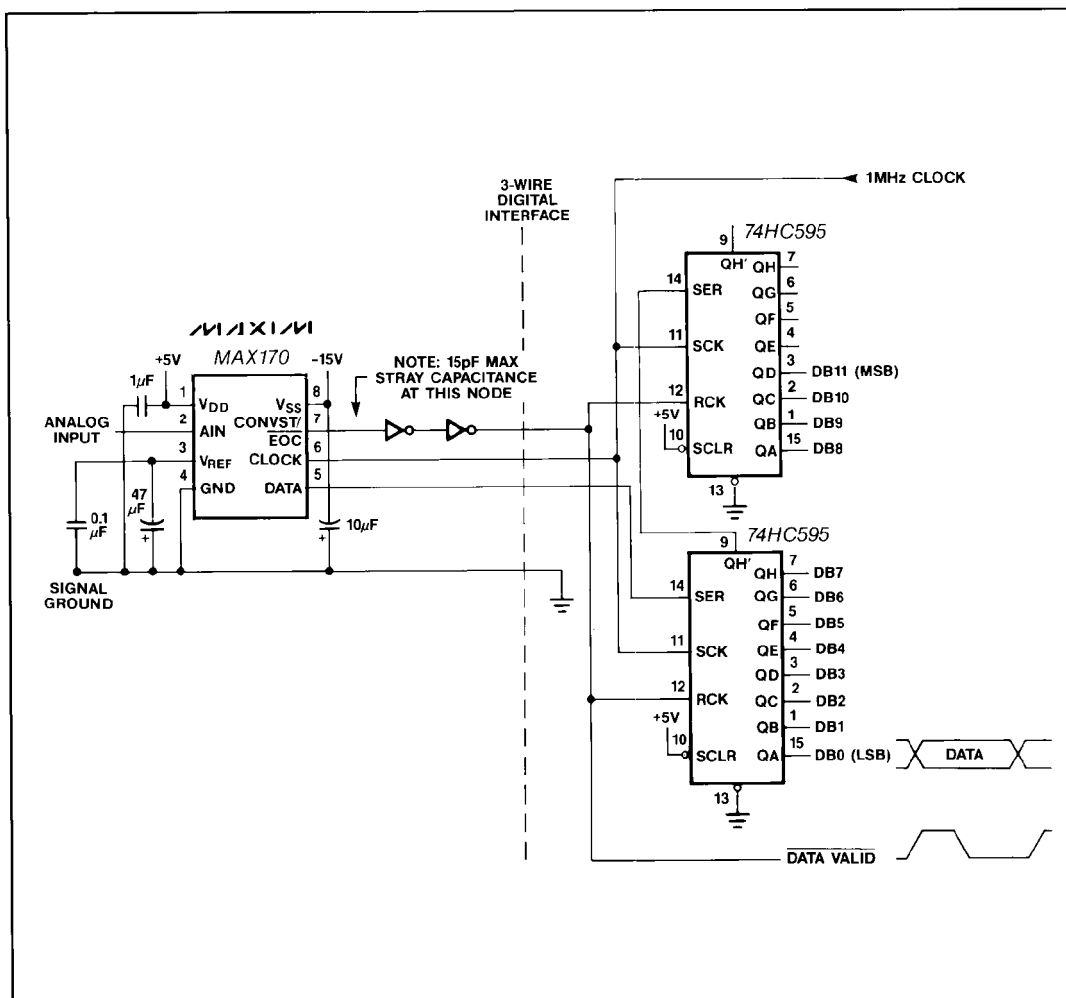 3-WIRE
DIGITAL
INTERFACE
1MHz CLOCK
74HC595
9
QH'
QH 7
QG 6
QF 5
QE 4
QD 3 DB11 (MSB)
QC 2 DB10
QB 1 DB9
QA 15 DB8
14 SER
11 SCK
12 RCK
+5V
10 SCLR
13
MAXIM
MAX170
+5V
1μF
-15V
NOTE: 15pF MAX
STRAY CAPACITANCE
AT THIS NODE
ANALOG
INPUT
1 VDD
2 AIN
3 VREF
4 GND
VSS 8
CONVST/ 7
EOC
CLOCK 6
DATA 5
0.1
μF
47
μF
+
10μF
+
SIGNAL
GROUND
74HC595
9
QH'
QH 7 DB7
QG 6 DB6
QF 5 DB5
QE 4 DB4
QD 3 DB3
QC 2 DB2
QB 1 DB1
QA 15 DB0 (LSB)
DATA
14 SER
11 SCK
12 RCK
+5V
10 SCLR
13
DATA VALID